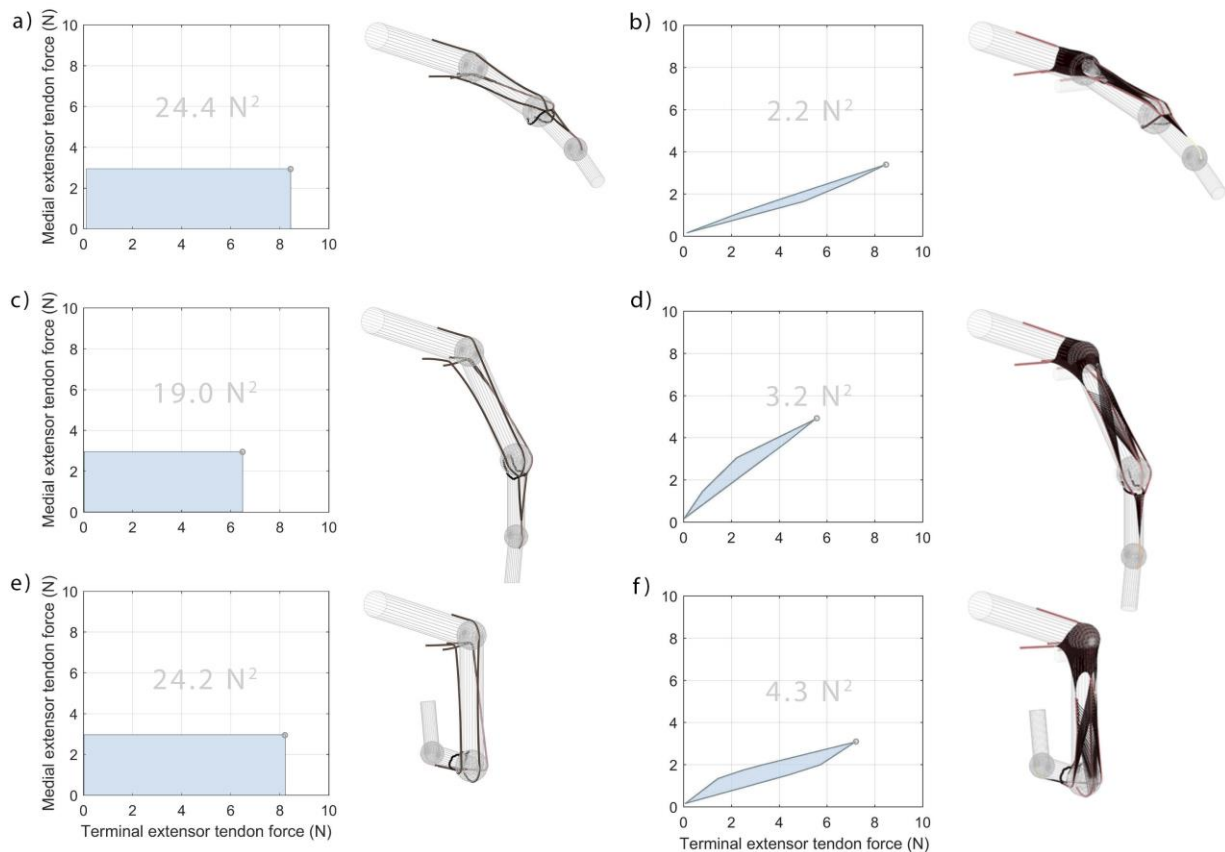 a)
Medial extensor tendon force (N)
10
8
6
4
2
0
24.4 N²
0 2 4 6 8 10
b)
10
8
6
4
2
0
2.2 N²
0 2 4 6 8 10
c)
Medial extensor tendon force (N)
10
8
6
4
2
0
19.0 N²
0 2 4 6 8 10
d)
10
8
6
4
2
0
3.2 N²
0 2 4 6 8 10
e)
Medial extensor tendon force (N)
10
8
6
4
2
0
24.2 N²
0 2 4 6 8 10
Terminal extensor tendon force (N)
f)
10
8
6
4
2
0
4.3 N²
0 2 4 6 8 10
Terminal extensor tendon force (N)